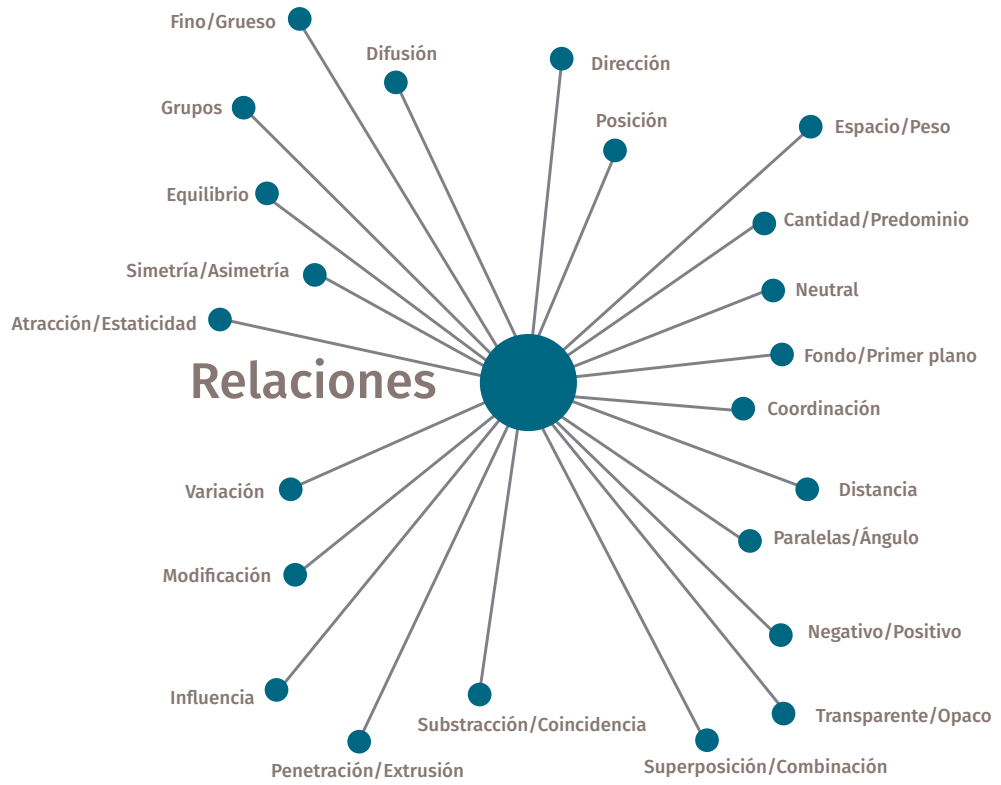 Fino/Grueso
Difusión
Dirección
Grupos
Posición
Espacio/Peso
Equilibrio
Cantidad/Predominio
Simetría/Asimetría
Neutral
Atracción/Estaticidad
Fondo/Primer plano
Relaciones
Coordinación
Variación
Distancia
Paralelas/Ángulo
Modificación
Negativo/Positivo
Influencia
Transparente/Opaco
Substracción/Coincidencia
Penetración/Extrusión
Superposición/Combinación